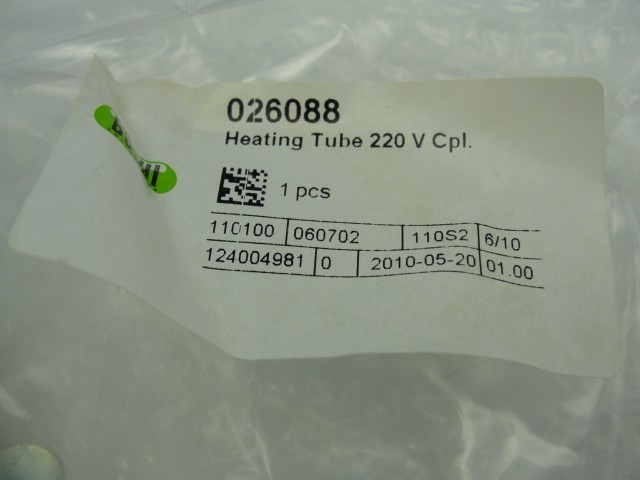 026088
Heating Tube 220 V Cpl.
1 pcs
110100 060702 110S2 6/10
124004981 0 2010-05-20 01.00